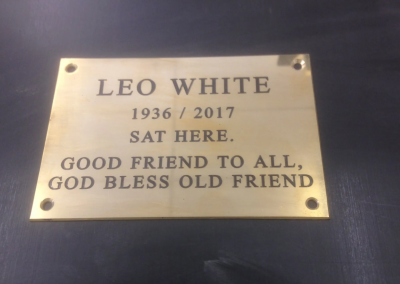 LEO WHITE
1936 / 2017
SAT HERE.
GOOD FRIEND TO ALL,
GOD BLESS OLD FRIEND